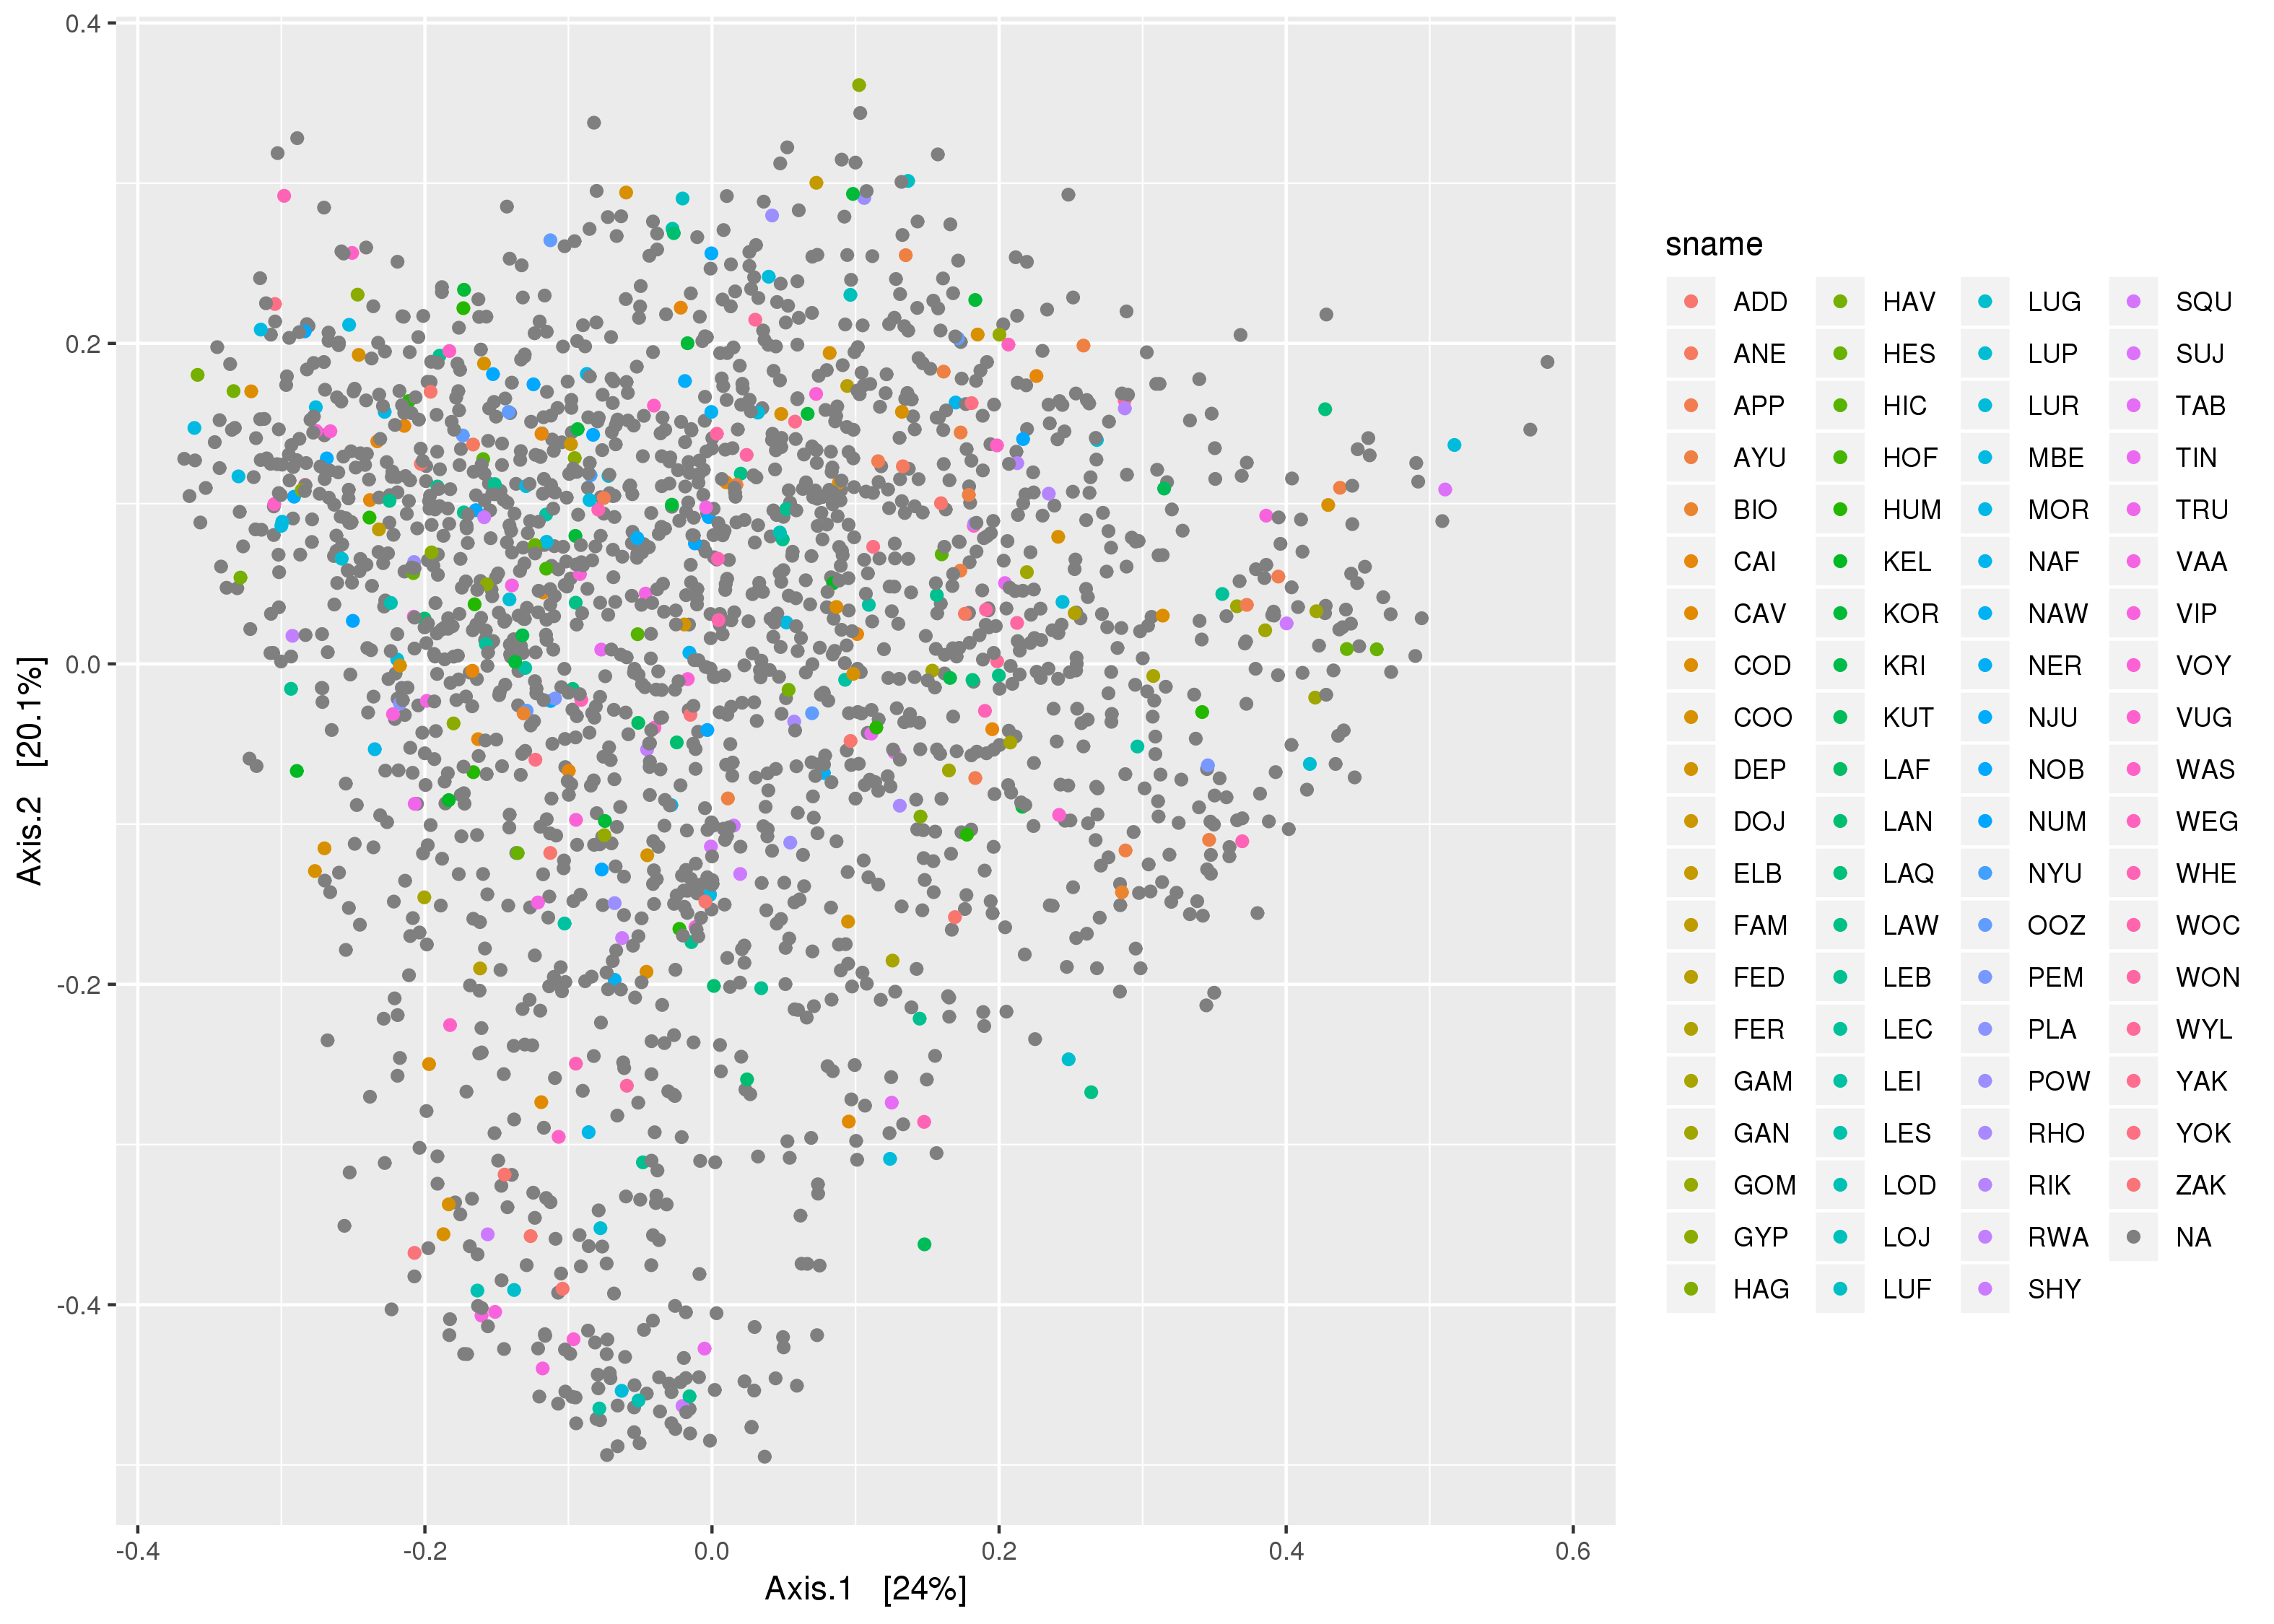 0.4
0.2
0.0
-0.2
-0.4
Axis.2 [20.1%]
-0.4
-0.2
0.0
0.2
0.4
0.6
Axis.1 [24%]
sname
ADD
ANE
APP
AYU
BIO
CAI
CAV
COD
COO
DEP
DOJ
ELB
FAM
FED
FER
GAM
GAN
GOM
GYP
HAG
HAV
HES
HIC
HOF
HUM
KEL
KOR
KRI
KUT
LAF
LAN
LAQ
LAW
LEB
LEC
LEI
LES
LOD
LOJ
LUF
LUG
LUP
LUR
MBE
MOR
NAF
NAW
NER
NJU
NOB
NUM
NYU
OOZ
PEM
PLA
POW
RHO
RIK
RWA
SHY
SQU
SUJ
TAB
TIN
TRU
VAA
VIP
VOY
VUG
WAS
WEG
WHE
WOC
WON
WYL
YAK
YOK
ZAK
NA